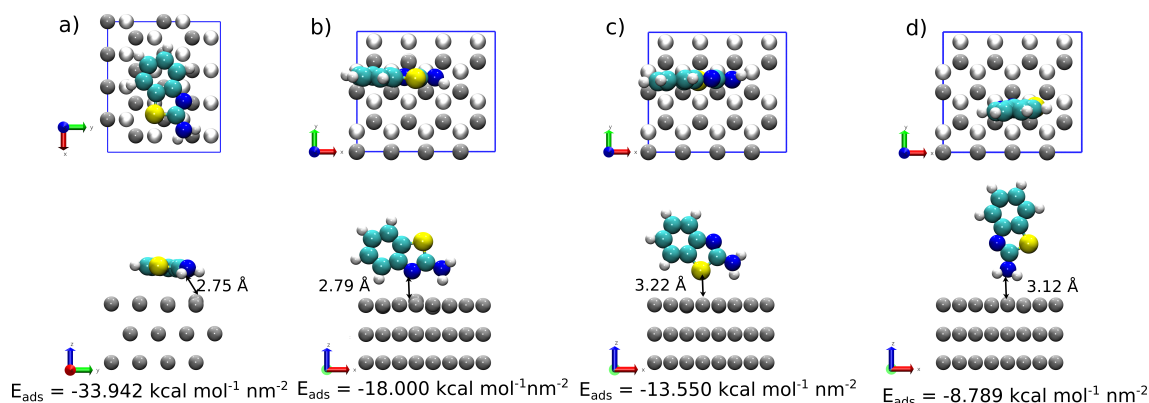 a)
b)
c)
d)
y
x
y
x
y
x
y
x
2.75 Å
2.79 Å
3.22 Å
3.12 Å
z
y
z
x
z
x
z
x
E_ads = -33.942 kcal mol⁻¹ nm⁻²
E_ads = -18.000 kcal mol⁻¹nm⁻²
E_ads = -13.550 kcal mol⁻¹ nm⁻²
E_ads = -8.789 kcal mol⁻¹ nm⁻²